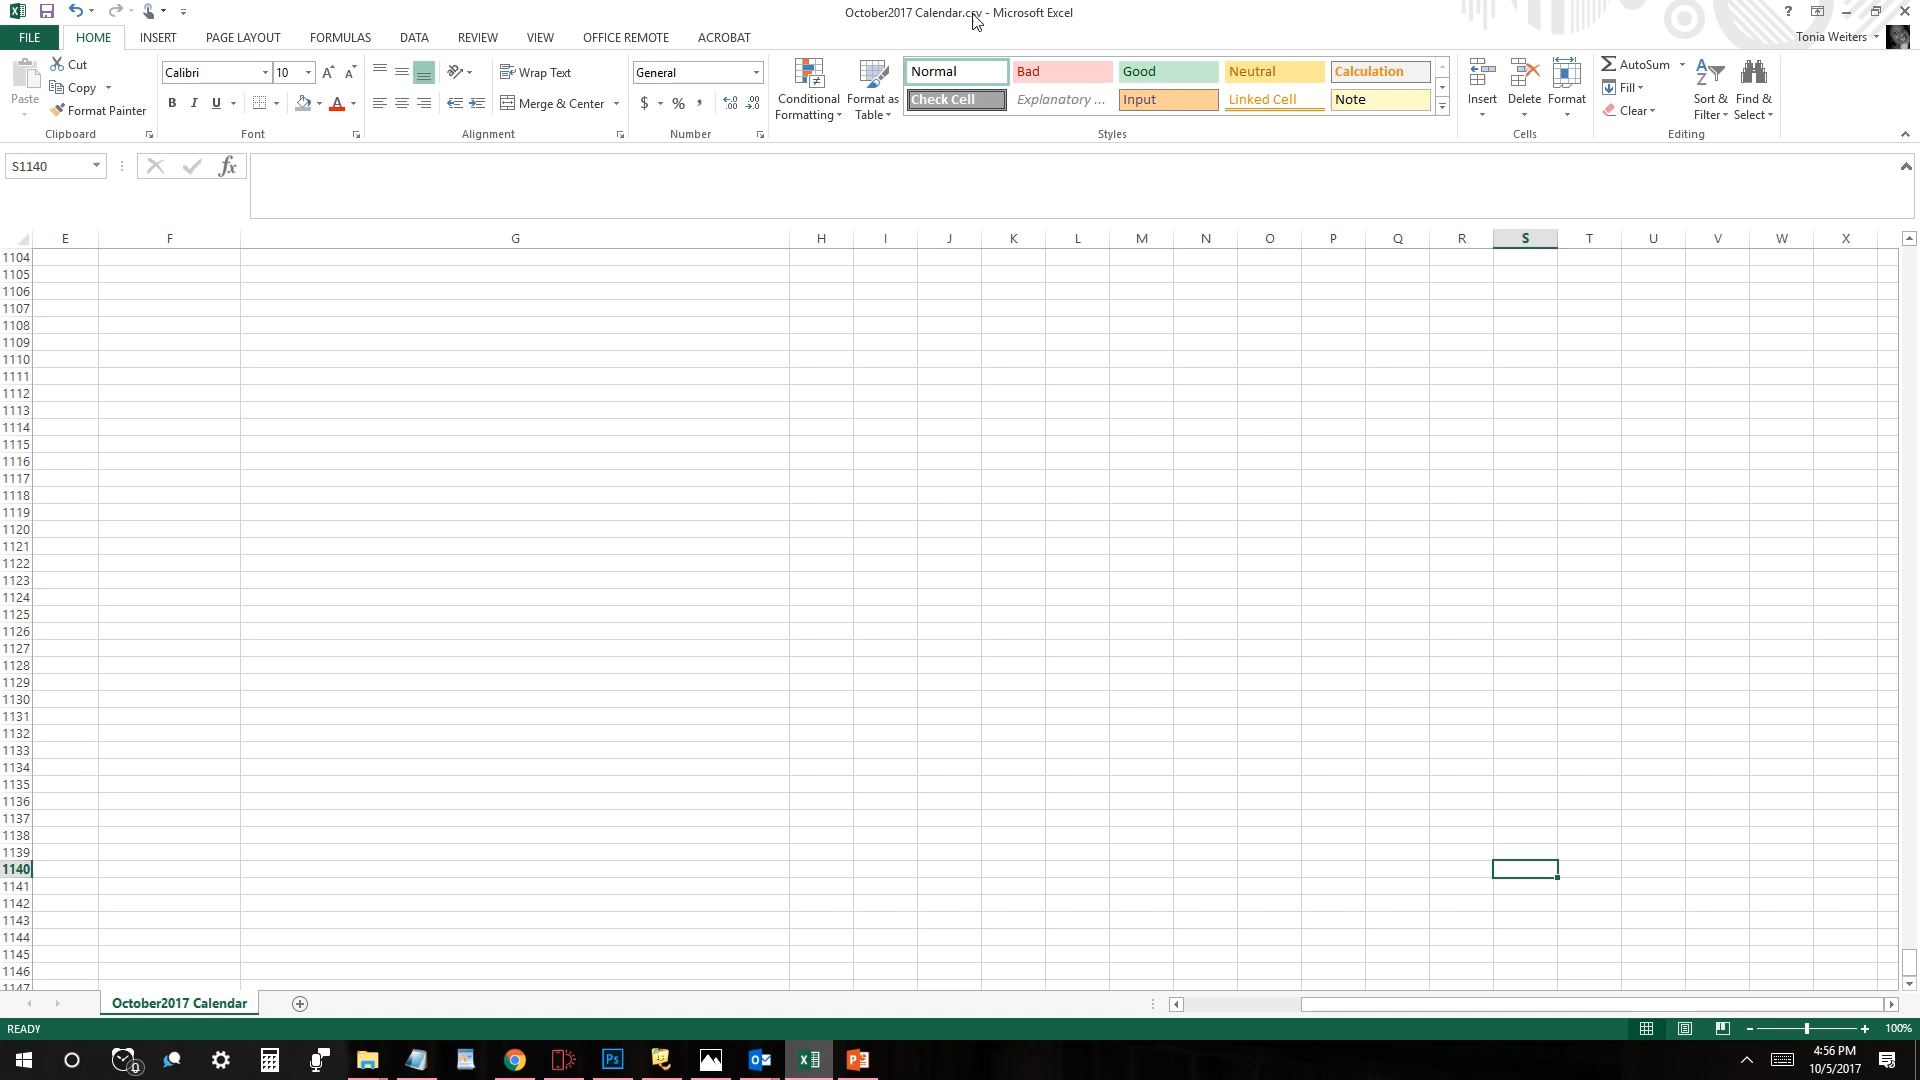 October2017 Calendar.csv - Microsoft Excel
FILE HOME INSERT PAGE LAYOUT FORMULAS DATA REVIEW VIEW OFFICE REMOTE ACROBAT
Tonia Weiters
Paste
Cut
Copy
Format Painter
Clipboard
Calibri 10
B I U A
Font
Wrap Text
Merge & Center
Alignment
General
$ % ,
Number
Conditional
Formatting
Format as
Table
Normal Bad Good Neutral Calculation
Check Cell Explanatory ... Input Linked Cell Note
Styles
Insert Delete Format
Cells
AutoSum
Fill
Clear
Sort &
Filter
Find &
Select
Editing
S1140
fx
E F G H I J K L M N O P Q R S T U V W X
1104
1105
1106
1107
1108
1109
1110
1111
1112
1113
1114
1115
1116
1117
1118
1119
1120
1121
1122
1123
1124
1125
1126
1127
1128
1129
1130
1131
1132
1133
1134
1135
1136
1137
1138
1139
1140
1141
1142
1143
1144
1145
1146
1147
October2017 Calendar
READY
100%
4:56 PM
10/5/2017